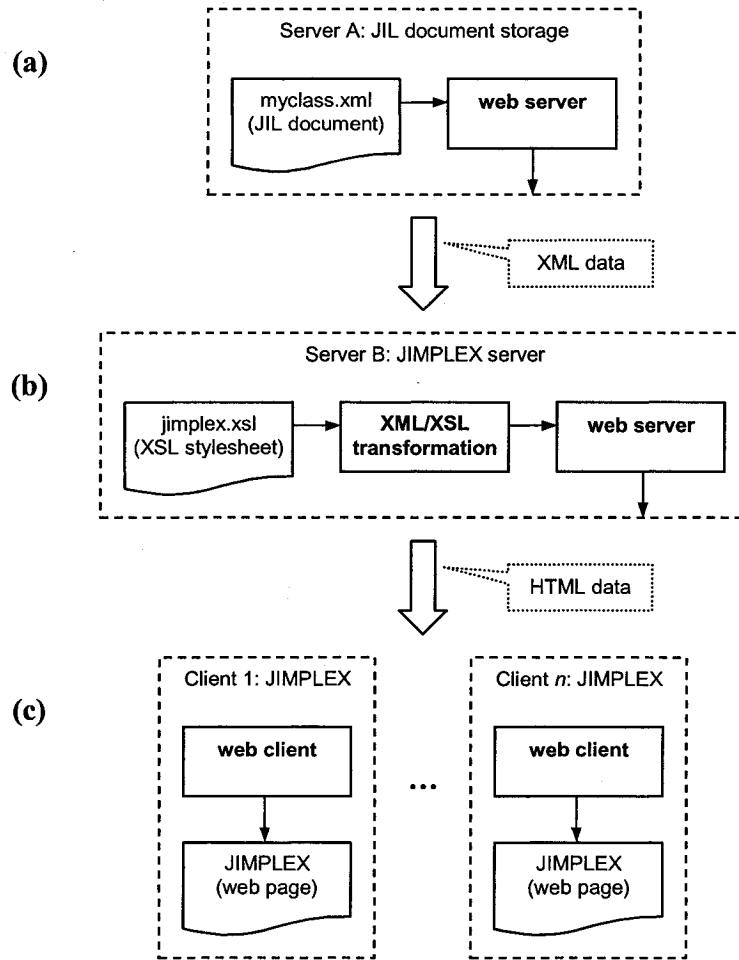 (a)
Server A: JIL document storage
myclass.xml
(JIL document)
web server
XML data
(b)
Server B: JIMPLEX server
jimplex.xsl
(XSL stylesheet)
XML/XSL
transformation
web server
HTML data
(c)
Client 1: JIMPLEX
web client
JIMPLEX
(web page)
...
Client n: JIMPLEX
web client
JIMPLEX
(web page)